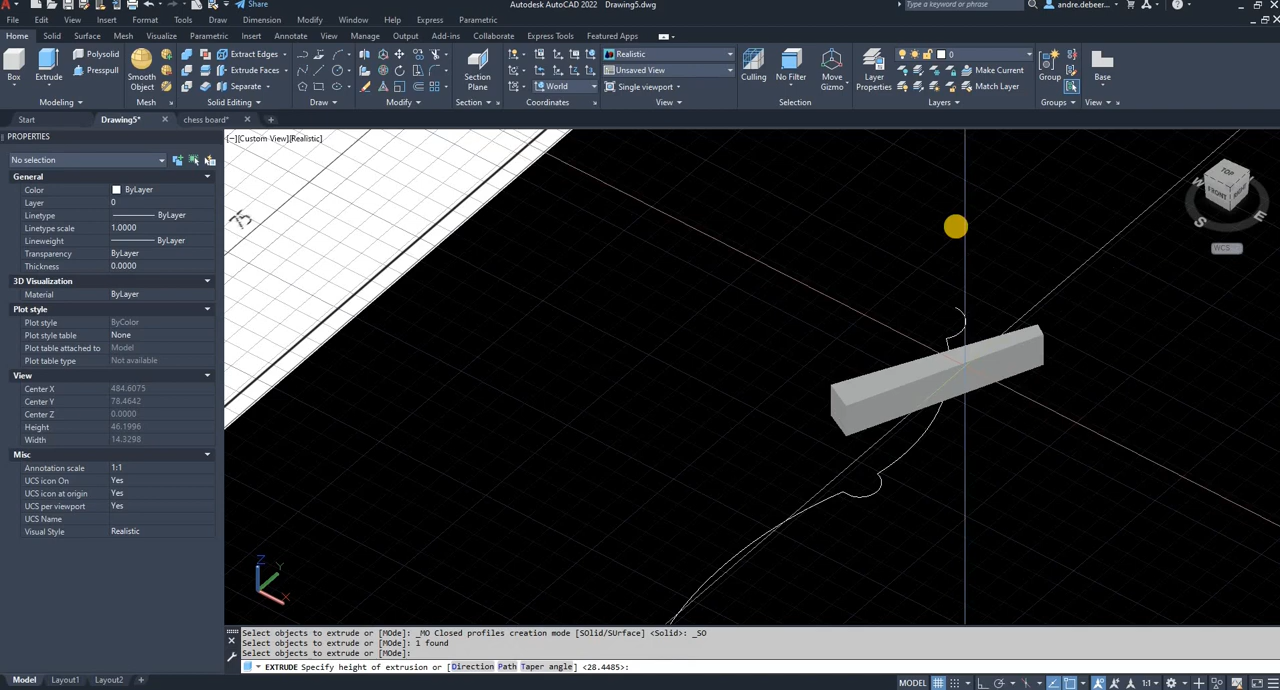 Share
Autodesk AutoCAD 2022 Drawing5.dwg
Type a keyword or phrase
andre.debeer...
File Edit View Insert Format Tools Draw Dimension Modify Window Help Express Parametric
Home Solid Surface Mesh Visualize Parametric Insert Annotate View Manage Output Add-ins Collaborate Express Tools Featured Apps
Box
Extrude
Polysolid
Presspull
Smooth Object
Extract Edges
Extrude Faces
Separate
Section Plane
World
Realistic
Unsaved View
Single viewport
Culling
No Filter
Move Gizmo
Layer Properties
0
Make Current
Match Layer
Group
Base
Modeling
Mesh
Solid Editing
Draw
Modify
Section
Coordinates
View
Selection
Layers
Groups
View
Start Drawing5* chess board*
PROPERTIES
No selection
General
Color ByLayer
Layer 0
Linetype ByLayer
Linetype scale 1.0000
Lineweight ByLayer
Transparency ByLayer
Thickness 0.0000
3D Visualization
Material ByLayer
Plot style
Plot style ByColor
Plot style table None
Plot table attached to Model
Plot table type Not available
View
Center X 484.6075
Center Y 78.4642
Center Z 0.0000
Height 46.1996
Width 14.3298
Misc
Annotation scale 1:1
UCS icon On Yes
UCS icon at origin Yes
UCS per viewport Yes
UCS Name
Visual Style Realistic
[−][Custom View][Realistic]
TOP
FRONT
RIGHT
W
S
E
WCS
Z
Y
X
Select objects to extrude or [MOde]: _MO Closed profiles creation mode [SOlid/SUrface] <Solid>: _SO
Select objects to extrude or [MOde]: 1 found
Select objects to extrude or [MOde]:
EXTRUDE Specify height of extrusion or [Direction Path Taper angle] <28.4485>:
Model Layout1 Layout2
MODEL
1:1